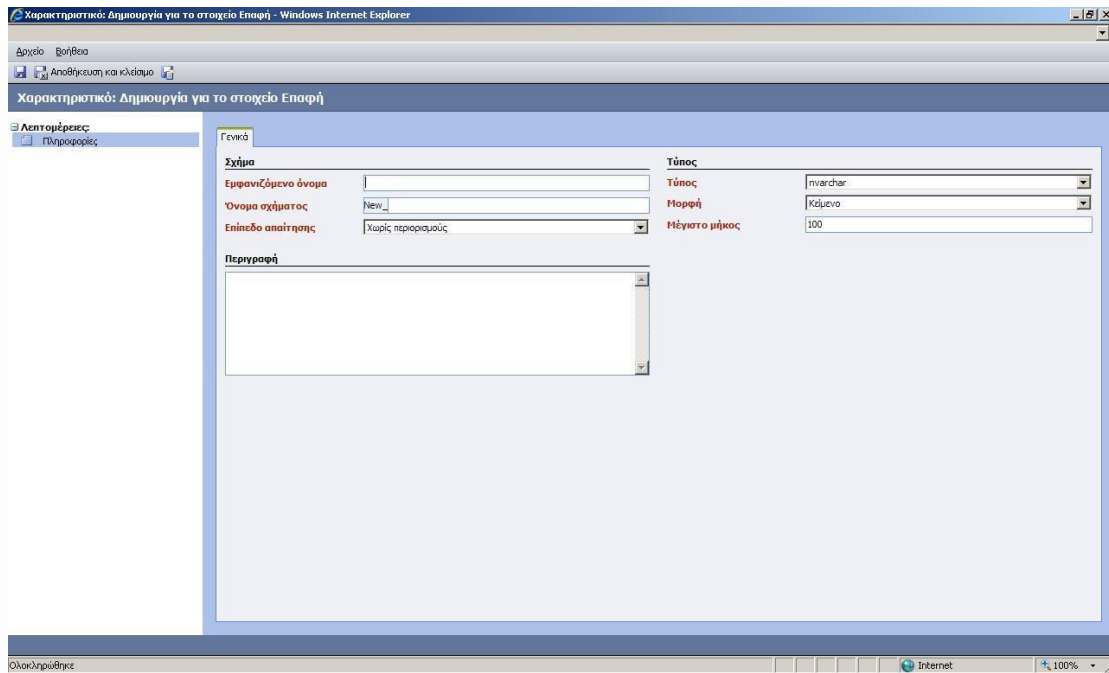 Χαρακτηριστικό: Δημιουργία για το στοιχείο Επαφή - Windows Internet Explorer
Αρχείο Βοήθεια
Αποθήκευση και κλείσιμο
Χαρακτηριστικό: Δημιουργία για το στοιχείο Επαφή
Λεπτομέρειες:
Πληροφορίες
Γενικά
Σχήμα
Εμφανιζόμενο όνομα
Όνομα σχήματος New_
Επίπεδο απαίτησης Χωρίς περιορισμούς
Περιγραφή
Τύπος
Τύπος nvarchar
Μορφή Κείμενο
Μέγιστο μήκος 100
Ολοκληρώθηκε Internet 100%